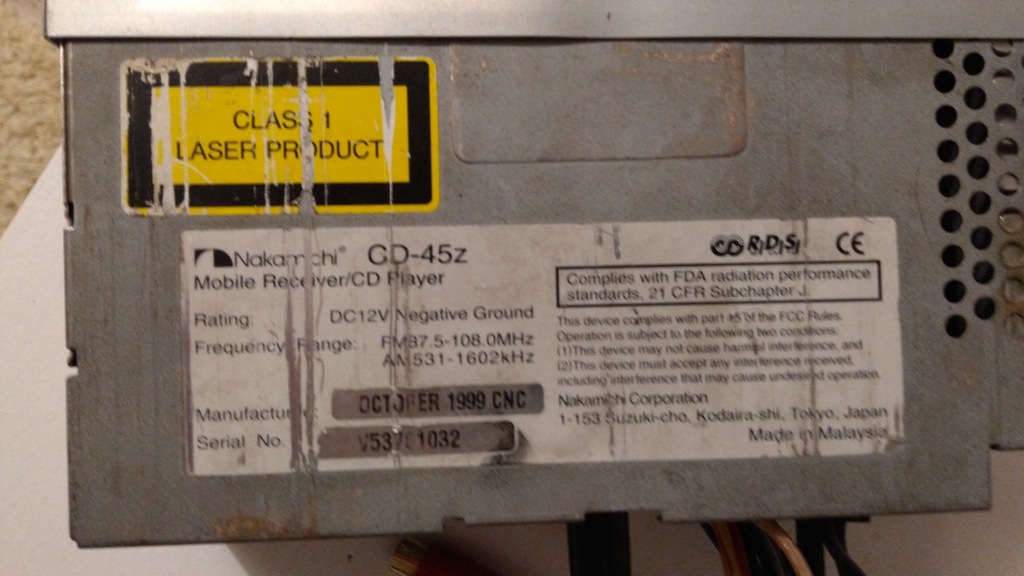 CLASS 1
LASER PRODUCT
Nakamichi® CD-45z
Mobile Receiver/CD Player
Rating: DC12V Negative Ground
Frequency Range: FM87.5-108.0MHz
AM531-1602kHz
Manufacture: OCTOBER 1999 CNC
Serial No.
R·D·S CE
Complies with FDA radiation performance
standards, 21 CFR Subchapter J.
This device complies with part 15 of the FCC Rules.
Operation is subject to the following two conditions:
(1)This device may not cause harmful interference, and
(2)This device must accept any interference received,
including interference that may cause undesired operation.
Nakamichi Corporation
1-153 Suzuki-cho, Kodaira-shi, Tokyo, Japan
Made in Malaysia